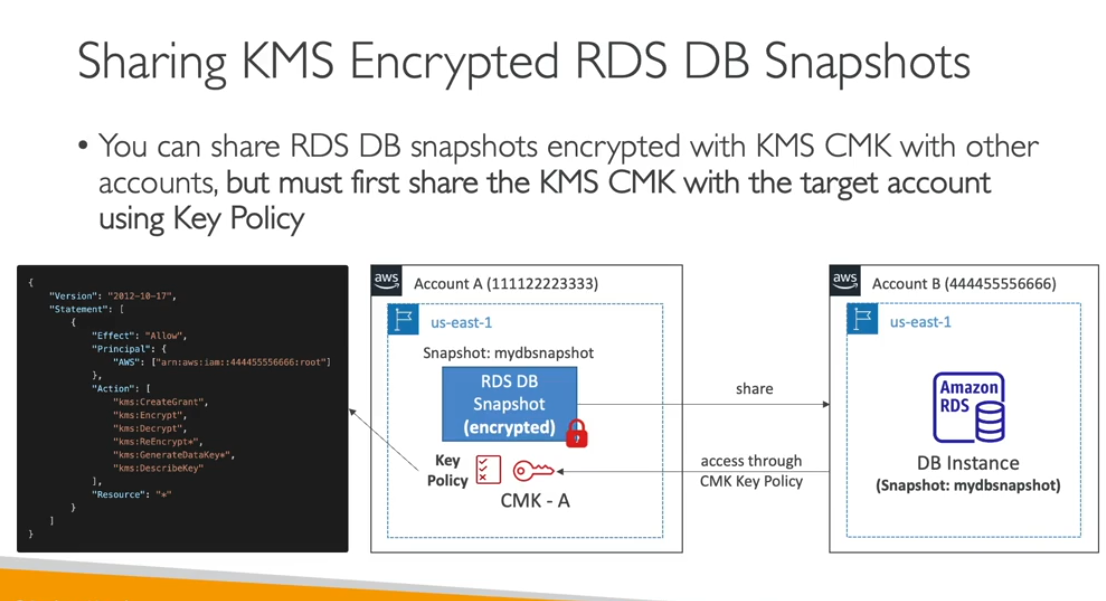 Sharing KMS Encrypted RDS DB Snapshots
• You can share RDS DB snapshots encrypted with KMS CMK with other
accounts, but must first share the KMS CMK with the target account
using Key Policy
{
"Version": "2012-10-17",
"Statement": [
{
"Effect": "Allow",
"Principal": {
"AWS": ["arn:aws:iam::444455556666:root"]
},
"Action": [
"kms:CreateGrant",
"kms:Encrypt",
"kms:Decrypt",
"kms:ReEncrypt*",
"kms:GenerateDataKey*",
"kms:DescribeKey"
],
"Resource": "*"
}
]
}
aws
Account A (111122223333)
us-east-1
Snapshot: mydbsnapshot
RDS DB
Snapshot
(encrypted)
Key
Policy
CMK - A
share
access through
CMK Key Policy
aws
Account B (444455556666)
us-east-1
Amazon
RDS
DB Instance
(Snapshot: mydbsnapshot)